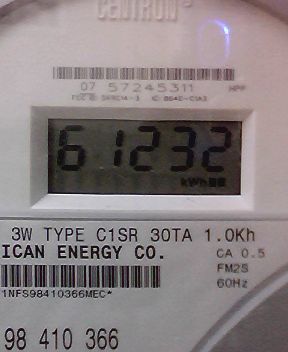 CENTRON
07 57245311
61232
kWh
3W TYPE C1SR 30TA 1.0Kh
ICAN ENERGY CO.
CA 0.5
FM2S
60Hz
1NFS98410366MEC*
98 410 366